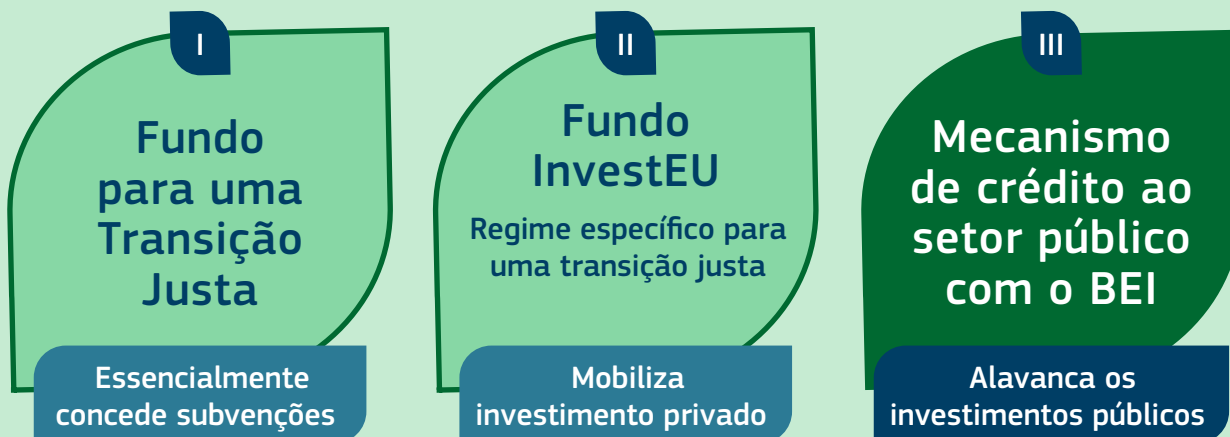 I
Fundo
para uma
Transição
Justa
Essencialmente
concede subvenções
II
Fundo
InvestEU
Regime específico para
uma transição justa
Mobiliza
investimento privado
III
Mecanismo
de crédito ao
setor público
com o BEI
Alavanca os
investimentos públicos